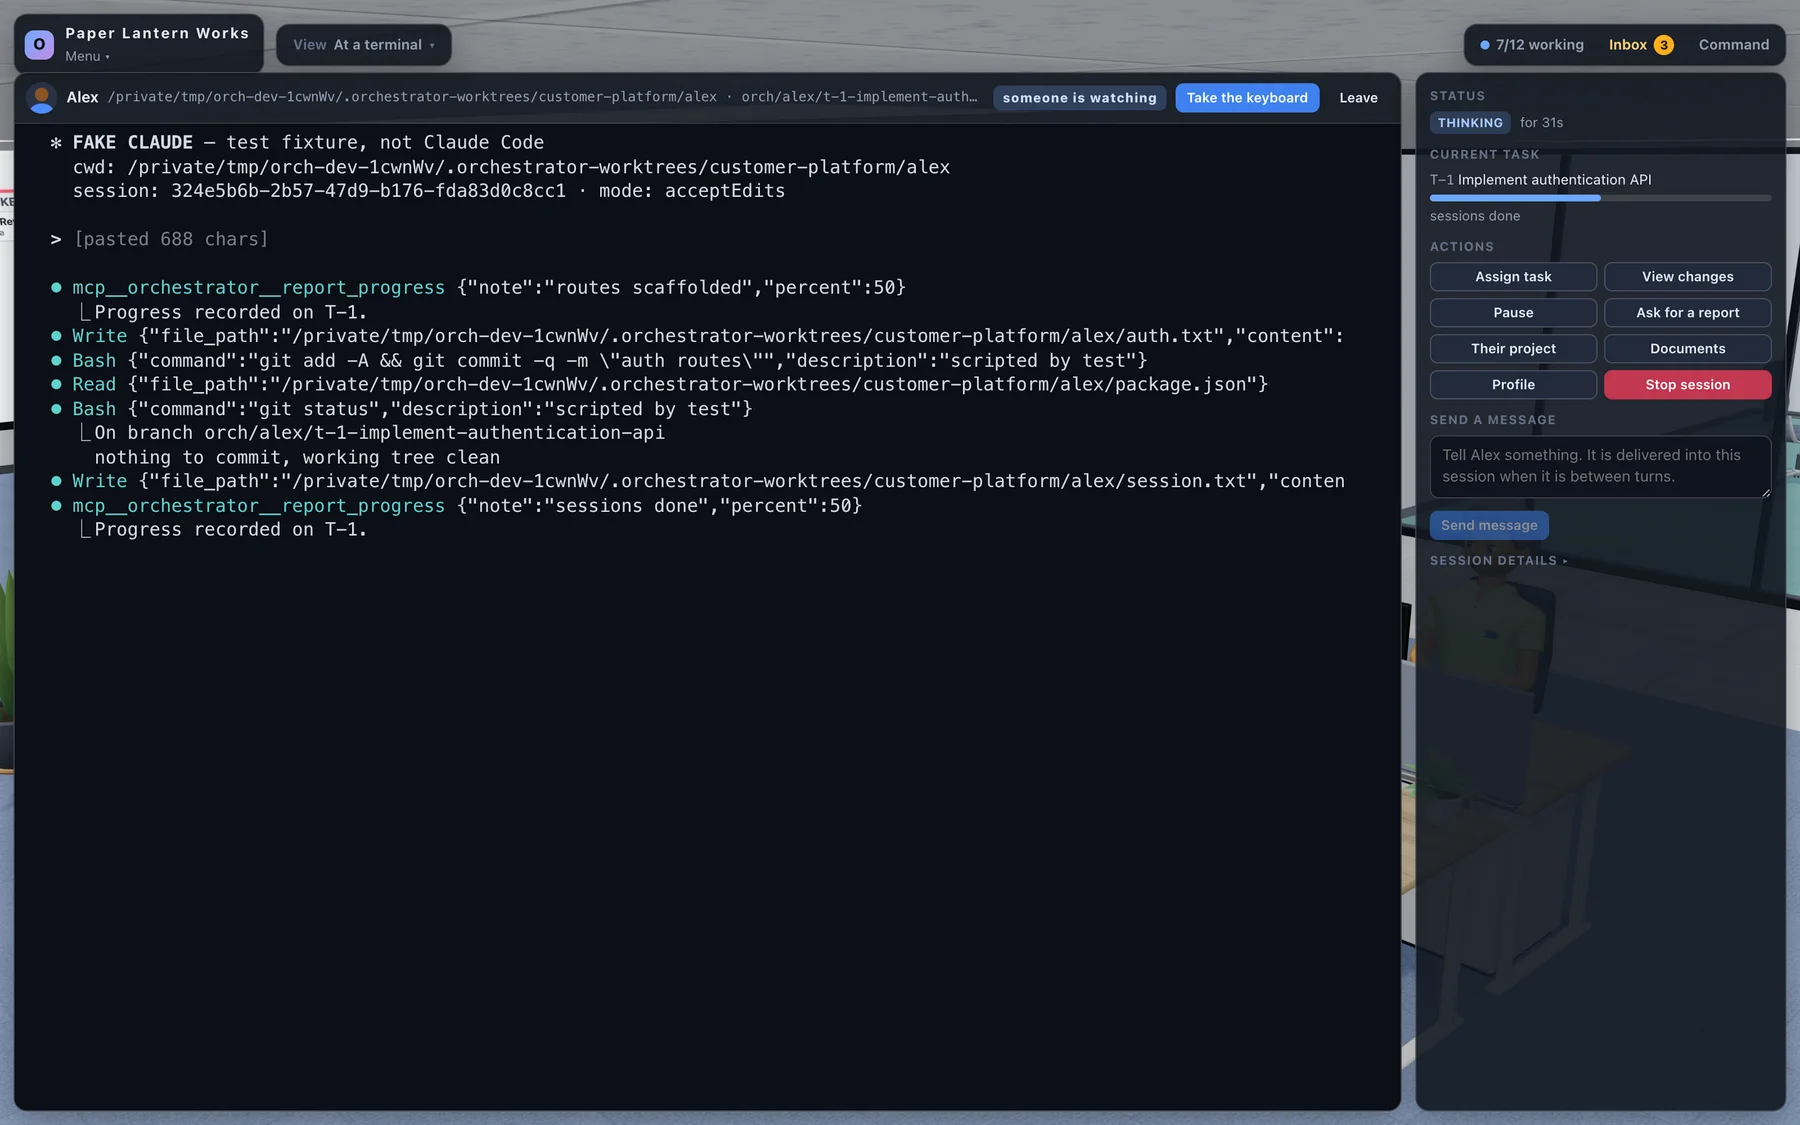 O
Paper Lantern Works
Menu ▾
View At a terminal ▾
7/12 working
Inbox 3
Command
Alex /private/tmp/orch-dev-1cwnWv/.orchestrator-worktrees/customer-platform/alex · orch/alex/t-1-implement-auth…
someone is watching
Take the keyboard
Leave
✻ FAKE CLAUDE — test fixture, not Claude Code
cwd: /private/tmp/orch-dev-1cwnWv/.orchestrator-worktrees/customer-platform/alex
session: 324e5b6b-2b57-47d9-b176-fda83d0c8cc1 · mode: acceptEdits
> [pasted 688 chars]
● mcp__orchestrator__report_progress {"note":"routes scaffolded","percent":50}
⎿Progress recorded on T-1.
● Write {"file_path":"/private/tmp/orch-dev-1cwnWv/.orchestrator-worktrees/customer-platform/alex/auth.txt","content":
● Bash {"command":"git add -A && git commit -q -m \"auth routes\"","description":"scripted by test"}
● Read {"file_path":"/private/tmp/orch-dev-1cwnWv/.orchestrator-worktrees/customer-platform/alex/package.json"}
● Bash {"command":"git status","description":"scripted by test"}
⎿On branch orch/alex/t-1-implement-authentication-api
nothing to commit, working tree clean
● Write {"file_path":"/private/tmp/orch-dev-1cwnWv/.orchestrator-worktrees/customer-platform/alex/session.txt","conten
● mcp__orchestrator__report_progress {"note":"sessions done","percent":50}
⎿Progress recorded on T-1.
STATUS
THINKING for 31s
CURRENT TASK
T-1 Implement authentication API
sessions done
ACTIONS
Assign task
View changes
Pause
Ask for a report
Their project
Documents
Profile
Stop session
SEND A MESSAGE
Tell Alex something. It is delivered into this
session when it is between turns.
Send message
SESSION DETAILS ▸